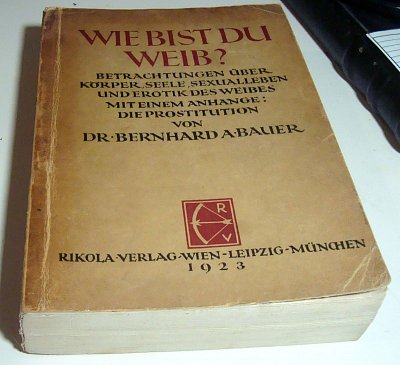 WIE BIST DU
WEIB?
BETRACHTUNGEN ÜBER
KÖRPER, SEELE, SEXUALLEBEN
UND EROTIK DES WEIBES
MIT EINEM ANHANGE:
DIE PROSTITUTION
VON
DR·BERNHARD A·BAUER
R
V
RIKOLA-VERLAG-WIEN-LEIPZIG-MÜNCHEN
1923